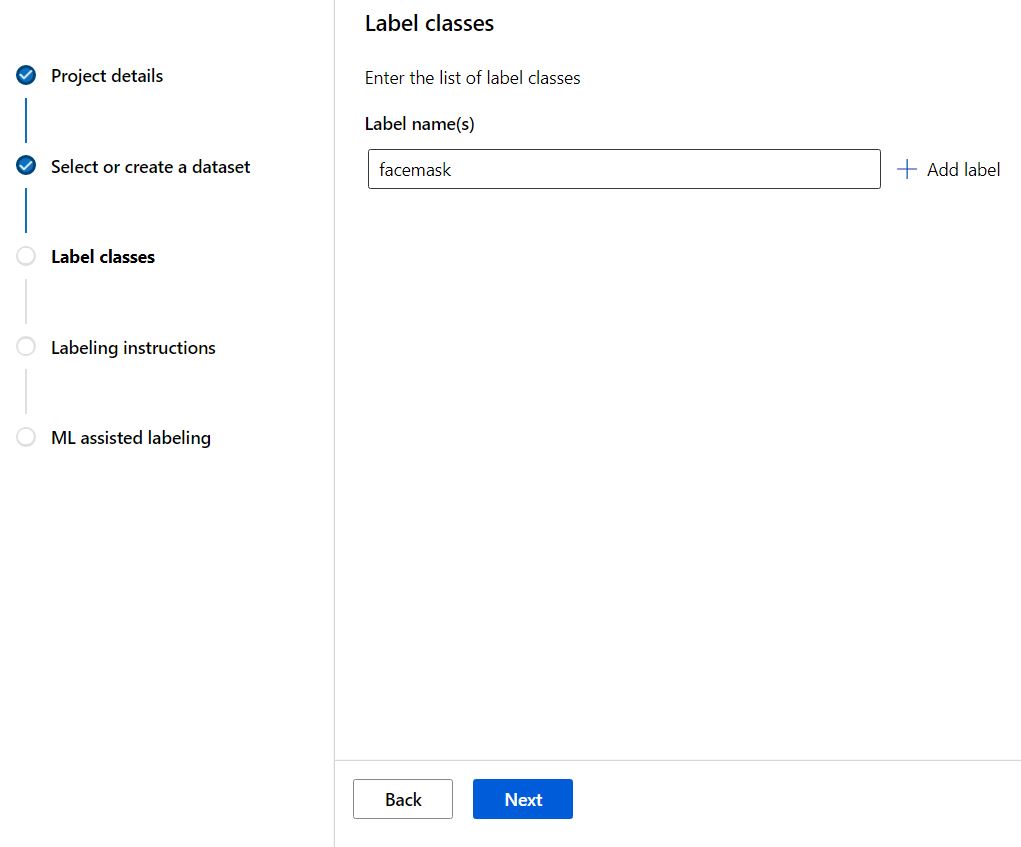 Project details
Select or create a dataset
Label classes
Labeling instructions
ML assisted labeling
Label classes
Enter the list of label classes
Label name(s)
facemask
Add label
Back
Next